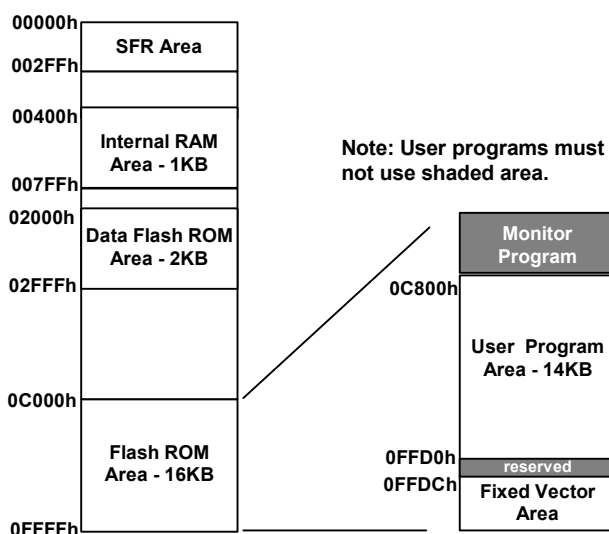 00000h
SFR Area
002FFh
00400h
Internal RAM
Area - 1KB
007FFh
02000h
Data Flash ROM
Area - 2KB
02FFFh
0C000h
Flash ROM
Area - 16KB
0FFFFh
Note: User programs must
not use shaded area.
Monitor
Program
0C800h
User Program
Area - 14KB
0FFD0h
reserved
0FFDCh
Fixed Vector
Area